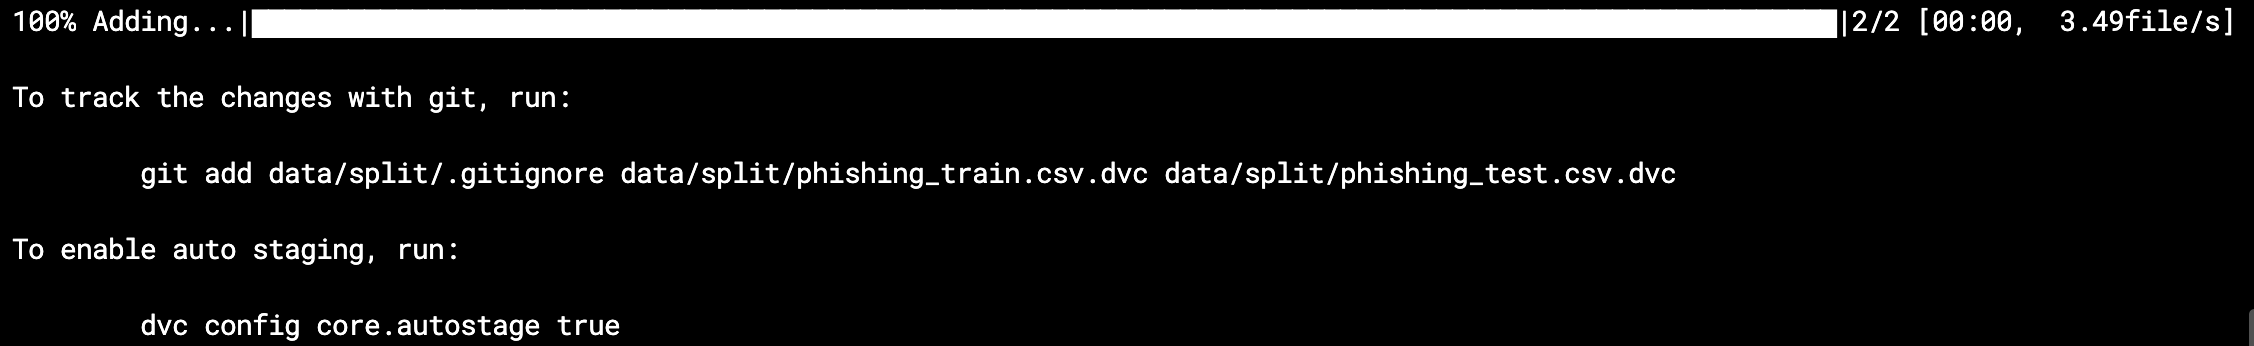 100% Adding...|██████████|2/2 [00:00,  3.49file/s]
To track the changes with git, run:
git add data/split/.gitignore data/split/phishing_train.csv.dvc data/split/phishing_test.csv.dvc
To enable auto staging, run:
dvc config core.autostage true